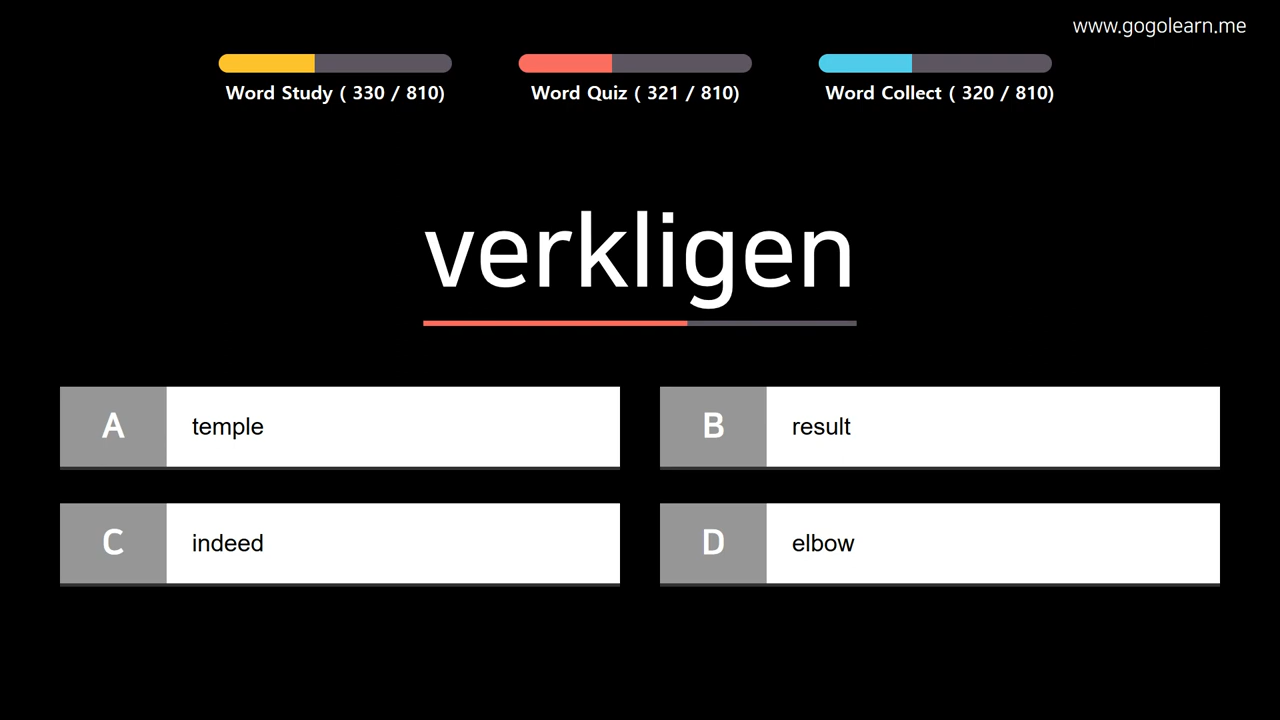 www.gogolearn.me
Word Study ( 330 / 810)
Word Quiz ( 321 / 810)
Word Collect ( 320 / 810)
verkligen
A temple
B result
C indeed
D elbow